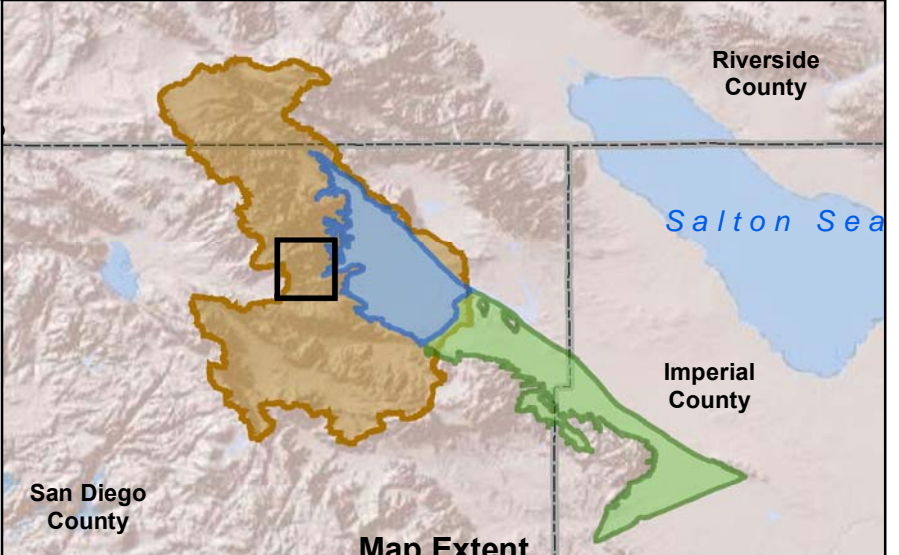 Riverside
County
Salton Sea
Imperial
County
San Diego
County
Map Extent